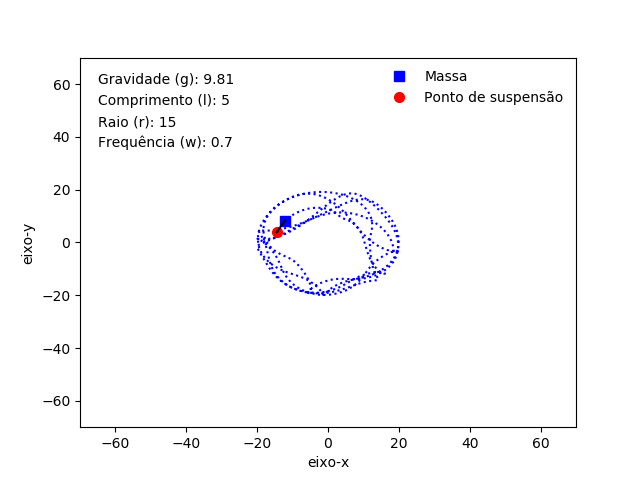 Gravidade (g): 9.81
Comprimento (l): 5
Raio (r): 15
Frequência (w): 0.7
Massa
Ponto de suspensão
60
40
20
0
−20
−40
−60
eixo-y
−60 −40 −20 0 20 40 60
eixo-x